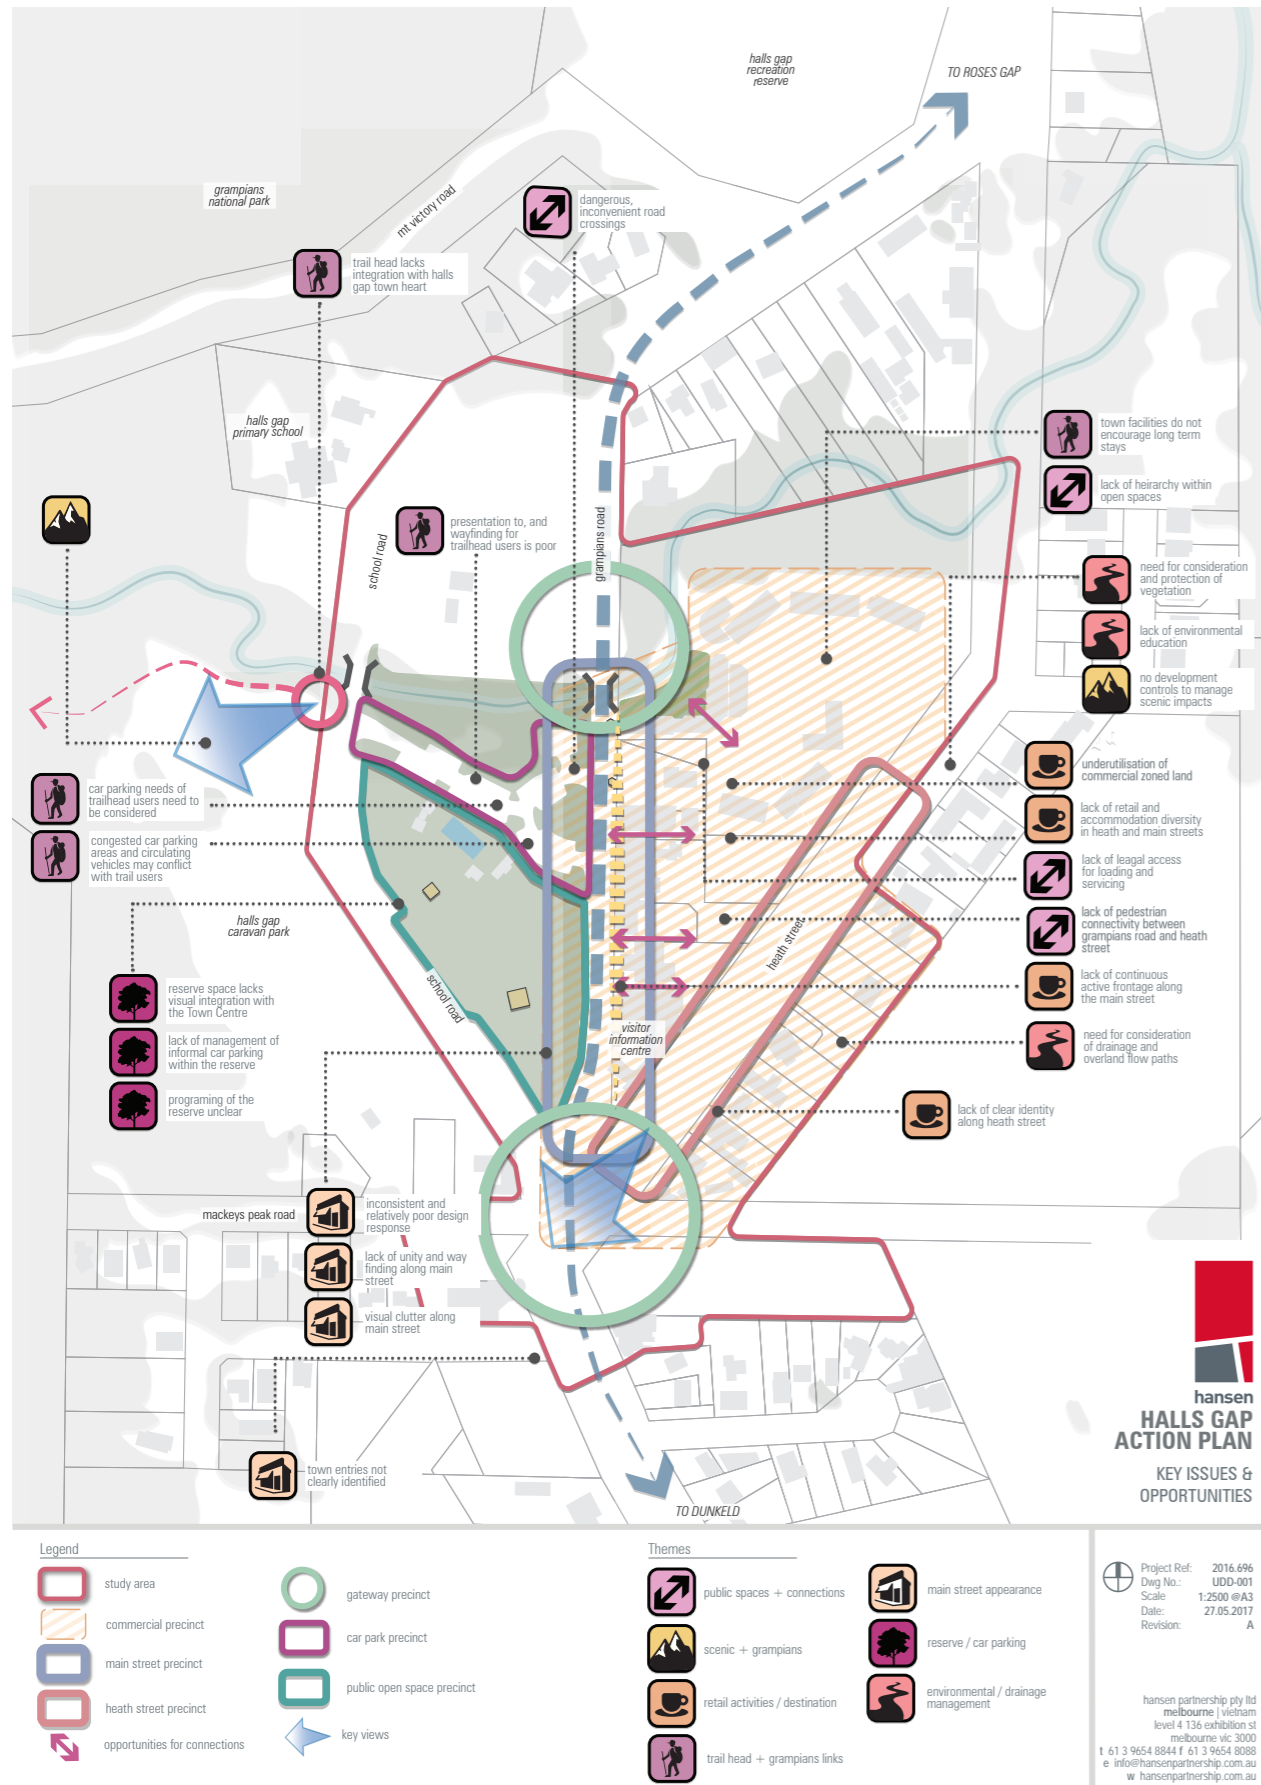 halls gap
recreation
reserve
TO ROSES GAP
grampians
national park
mt victory road
dangerous,
inconvenient road
crossings
trail head lacks
integration with halls
gap town heart
halls gap
primary school
town facilities do not
encourage long term
stays
lack of heirarchy within
open spaces
school road
presentation to, and
wayfinding for
trailhead users is poor
grampians road
need for consideration
and protection of
vegetation
lack of environmental
education
no development
controls to manage
scenic impacts
underutilisation of
commercial zoned land
car parking needs of
trailhead users need to
be considered
congested car parking
areas and circulating
vehicles may conflict
with trail users
lack of retail and
accommodation diversity
in heath and main streets
lack of leagal access
for loading and
servicing
lack of pedestrian
connectivity between
grampians road and heath
street
halls gap
caravan park
heath street
school road
reserve space lacks
visual integration with
the Town Centre
lack of management of
informal car parking
within the reserve
programing of the
reserve unclear
lack of continuous
active frontage along
the main street
visitor
information
centre
need for consideration
of drainage and
overland flow paths
lack of clear identity
along heath street
mackeys peak road
inconsistent and
relatively poor design
response
lack of unity and way
finding along main
street
visual clutter along
main street
town entries not
clearly identified
TO DUNKELD
hansen
HALLS GAP
ACTION PLAN
KEY ISSUES &
OPPORTUNITIES
Legend
study area
commercial precinct
main street precinct
heath street precinct
opportunities for connections
gateway precinct
car park precinct
public open space precinct
key views
Themes
public spaces + connections
scenic + grampians
retail activities / destination
trail head + grampians links
main street appearance
reserve / car parking
environmental / drainage
management
Project Ref: 2016.696
Dwg No.: UDD-001
Scale 1:2500 @A3
Date: 27.05.2017
Revision: A
hansen partnership pty ltd
melbourne | vietnam
level 4 136 exhibition st
melbourne vic 3000
t 61 3 9654 8844 f 61 3 9654 8088
e info@hansenpartnership.com.au
w hansenpartnership.com.au